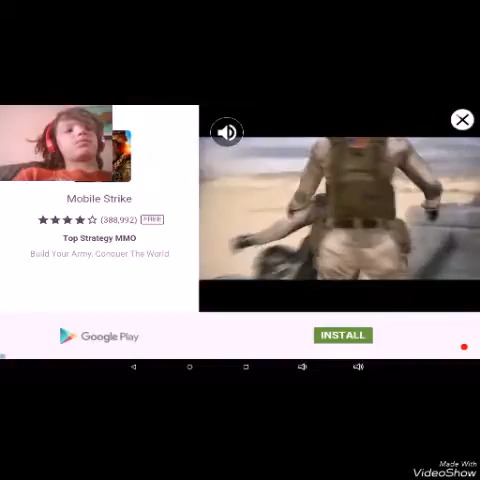 Mobile Strike
(388,992) FREE
Top Strategy MMO
Build Your Army, Conquer The World
Google Play
INSTALL
Made With
VideoShow